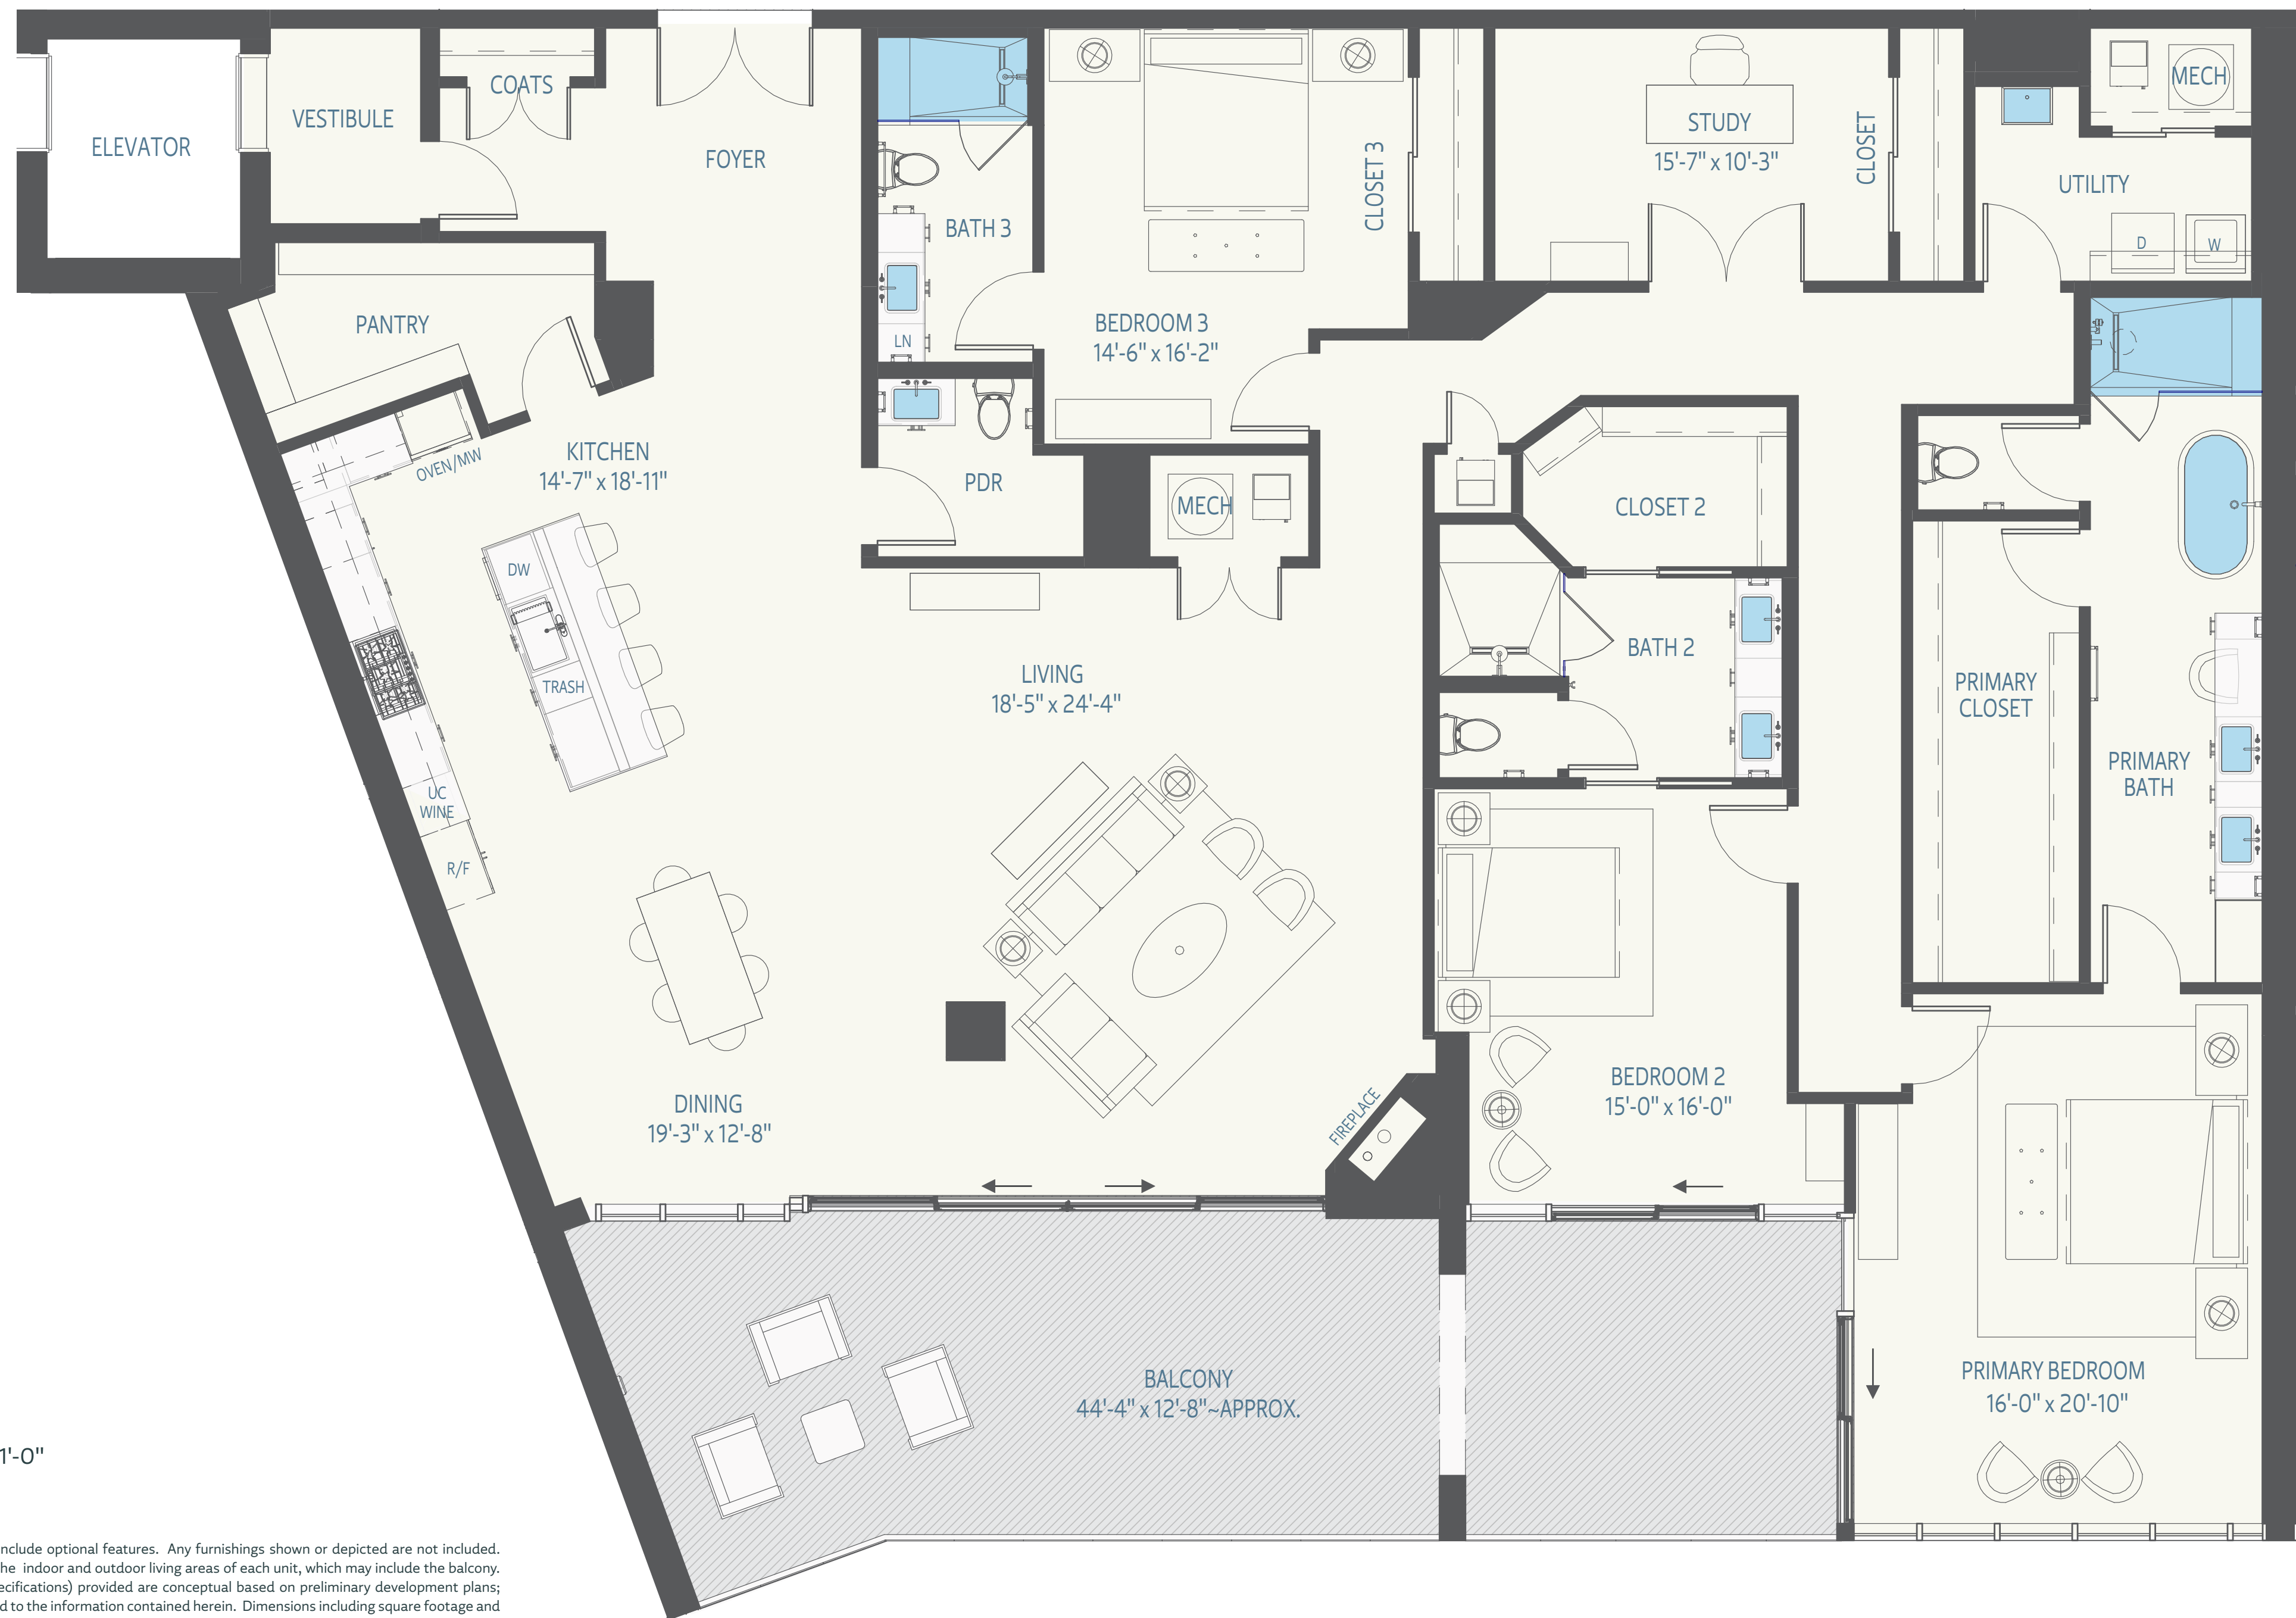 ELEVATOR
VESTIBULE
COATS
FOYER
BATH 3
LN
BEDROOM 3
14'-6" x 16'-2"
CLOSET 3
STUDY
15'-7" x 10'-3"
CLOSET
MECH
UTILITY
D
W
PANTRY
OVEN/MW
KITCHEN
14'-7" x 18'-11"
PDR
MECH
CLOSET 2
DW
TRASH
LIVING
18'-5" x 24'-4"
BATH 2
PRIMARY
CLOSET
PRIMARY
BATH
UC
WINE
R/F
DINING
19'-3" x 12'-8"
FIREPLACE
BEDROOM 2
15'-0" x 16'-0"
BALCONY
44'-4" x 12'-8"~APPROX.
PRIMARY BEDROOM
16'-0" x 20'-10"
1'-0"
nclude optional features. Any furnishings shown or depicted are not included.
he indoor and outdoor living areas of each unit, which may include the balcony.
ecifications) provided are conceptual based on preliminary development plans;
d to the information contained herein. Dimensions including square footage and